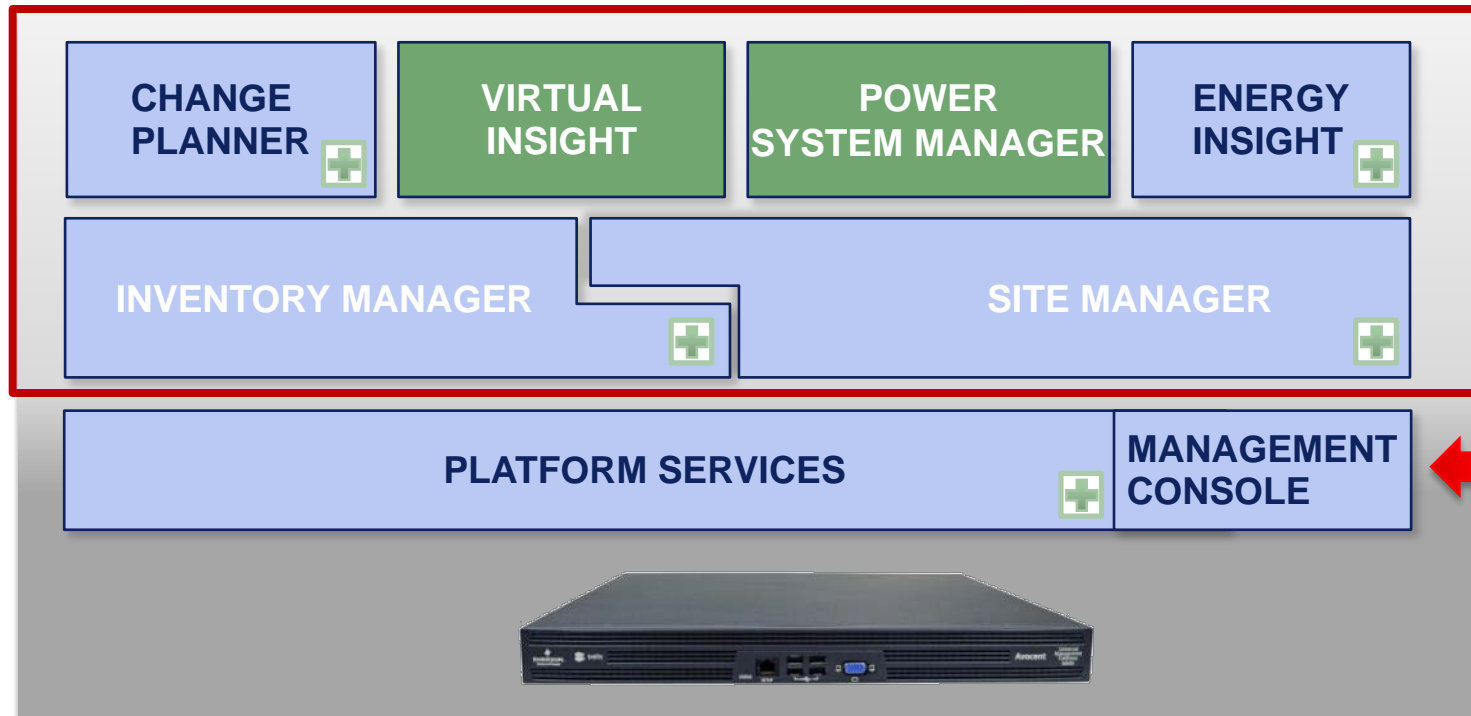 CHANGE
PLANNER
VIRTUAL
INSIGHT
POWER
SYSTEM MANAGER
ENERGY
INSIGHT
INVENTORY MANAGER
SITE MANAGER
PLATFORM SERVICES
MANAGEMENT
CONSOLE
Avocent